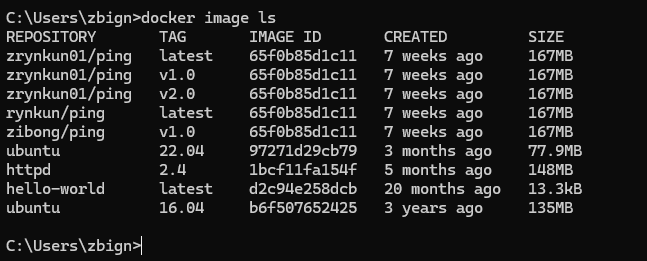 C:\Users\zbign>docker image ls
REPOSITORY TAG IMAGE ID CREATED SIZE
zrynkun01/ping latest 65f0b85d1c11 7 weeks ago 167MB
zrynkun01/ping v1.0 65f0b85d1c11 7 weeks ago 167MB
zrynkun01/ping v2.0 65f0b85d1c11 7 weeks ago 167MB
rynkun/ping latest 65f0b85d1c11 7 weeks ago 167MB
zibong/ping v1.0 65f0b85d1c11 7 weeks ago 167MB
ubuntu 22.04 97271d29cb79 3 months ago 77.9MB
httpd 2.4 1bcf11fa154f 5 months ago 148MB
hello-world latest d2c94e258dcb 20 months ago 13.3kB
ubuntu 16.04 b6f507652425 3 years ago 135MB
C:\Users\zbign>